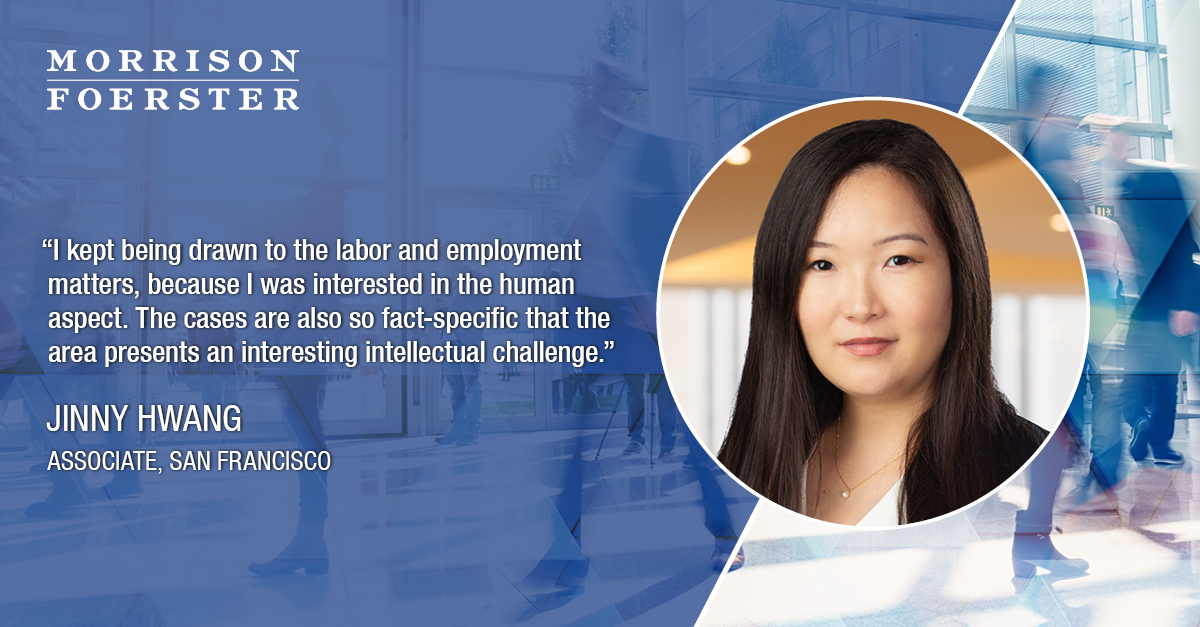 MORRISON
FOERSTER
“I kept being drawn to the labor and employment
matters, because I was interested in the human
aspect. The cases are also so fact-specific that the
area presents an interesting intellectual challenge.”
JINNY HWANG
ASSOCIATE, SAN FRANCISCO